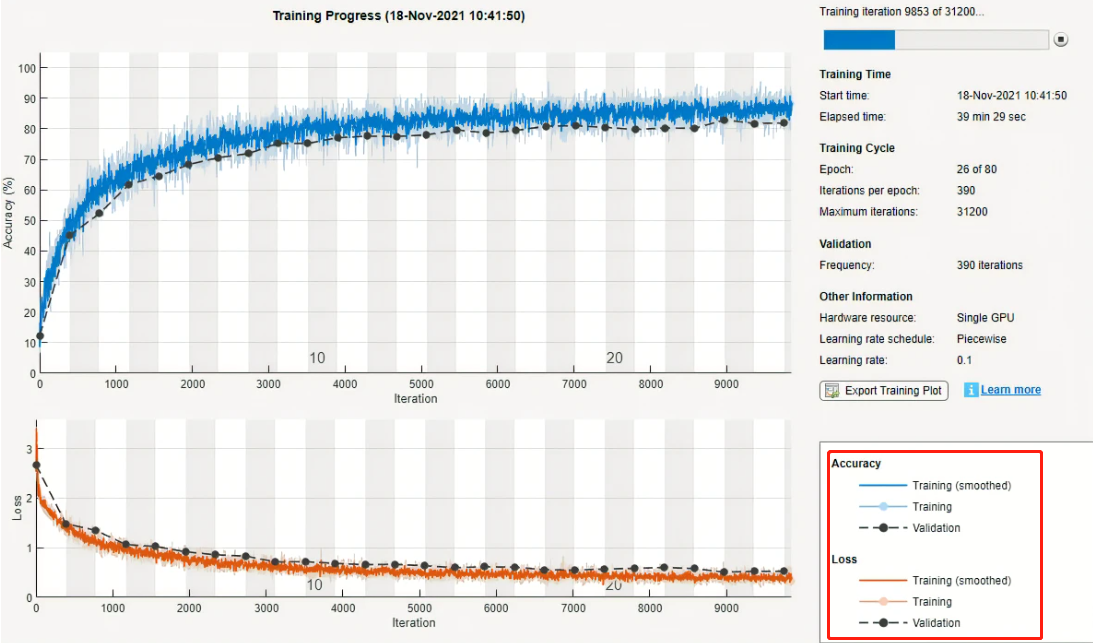 Training Progress (18-Nov-2021 10:41:50)
100
90
80
70
60
50
40
30
20
10
0
Accuracy (%)
10
20
0 1000 2000 3000 4000 5000 6000 7000 8000 9000
Iteration
3
2
1
0
Loss
10
20
0 1000 2000 3000 4000 5000 6000 7000 8000 9000
Iteration
Training iteration 9853 of 31200...
Training Time
Start time: 18-Nov-2021 10:41:50
Elapsed time: 39 min 29 sec
Training Cycle
Epoch: 26 of 80
Iterations per epoch: 390
Maximum iterations: 31200
Validation
Frequency: 390 iterations
Other Information
Hardware resource: Single GPU
Learning rate schedule: Piecewise
Learning rate: 0.1
Export Training Plot i Learn more
Accuracy
Training (smoothed)
Training
Validation
Loss
Training (smoothed)
Training
Validation